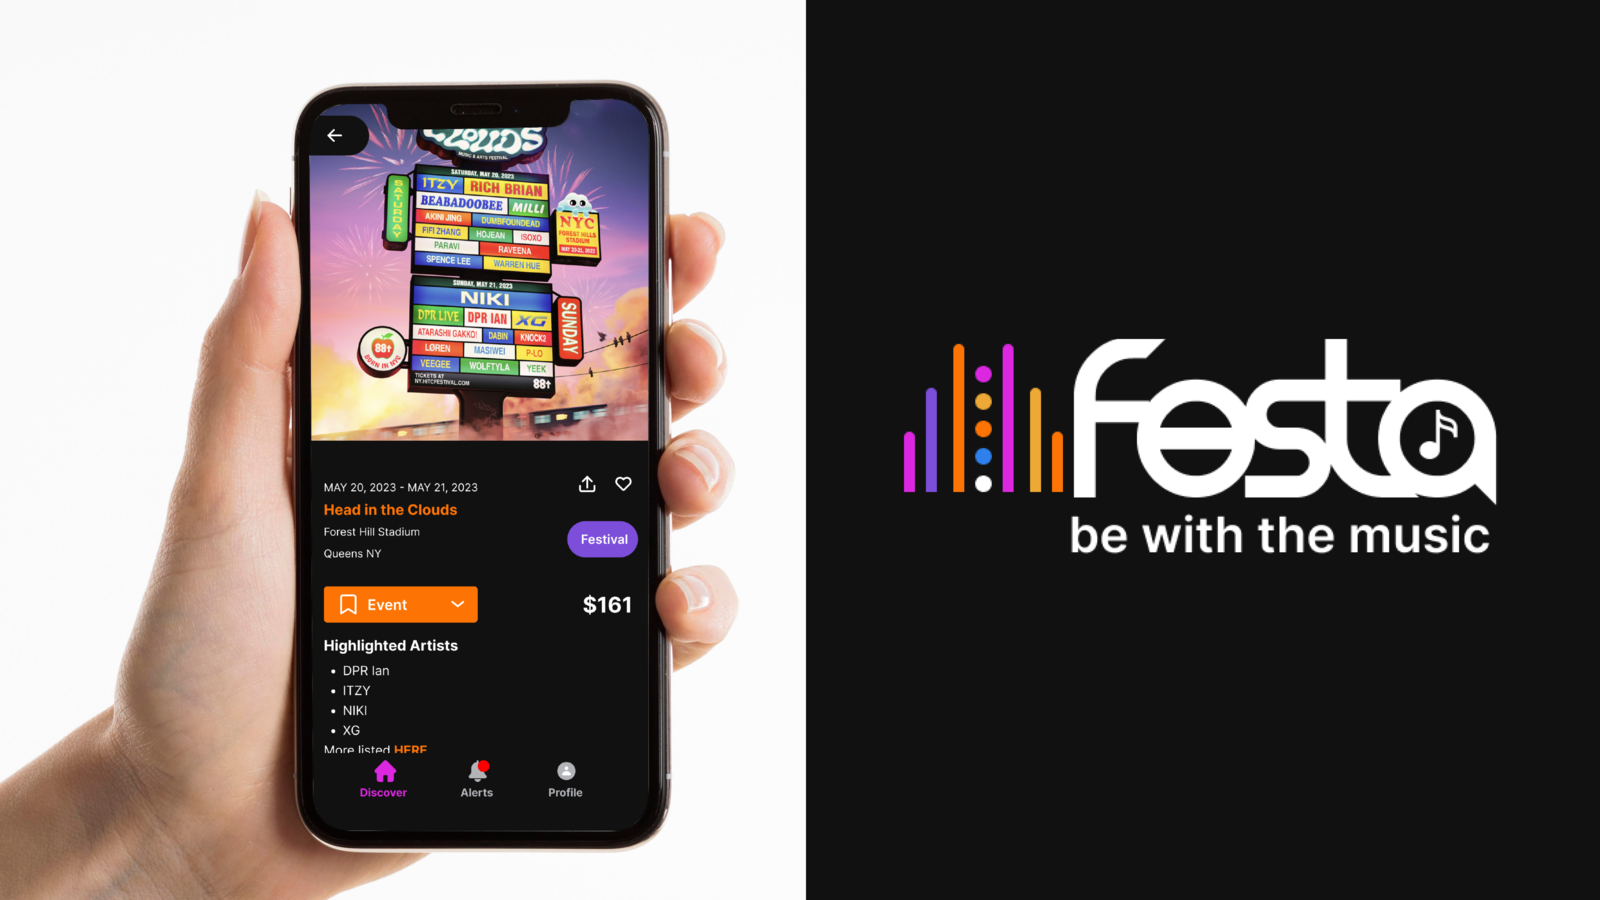 CLOUDS
MUSIC & ARTS FESTIVAL
SATURDAY, MAY 20, 2023
SATURDAY
ITZY RICH BRIAN
BEABADOOBEE MILLI
AKINI JING DUMBFOUNDEAD
FIFI ZHANG HOJEAN ISOXO
PARAVI RAVEENA
SPENCE LEE WARREN HUE
NYC
FOREST HILLS
STADIUM
MAY 20-21, 2023
SUNDAY, MAY 21, 2023
SUNDAY
NIKI
DPR LIVE DPR IAN XG
ATARASHII GAKKO! DABIN KNOCK2
LØREN MASIWEI P-LO
VEEGEE WOLFTYLA YEEK
TICKETS AT
NY.HITCFESTIVAL.COM
88↑
88↑
BORN IN NYC
MAY 20, 2023 - MAY 21, 2023
Head in the Clouds
Forest Hill Stadium
Queens NY
Festival
Event
$161
Highlighted Artists
• DPR Ian
• ITZY
• NIKI
• XG
More listed HERE
Discover
Alerts
Profile
festa
be with the music